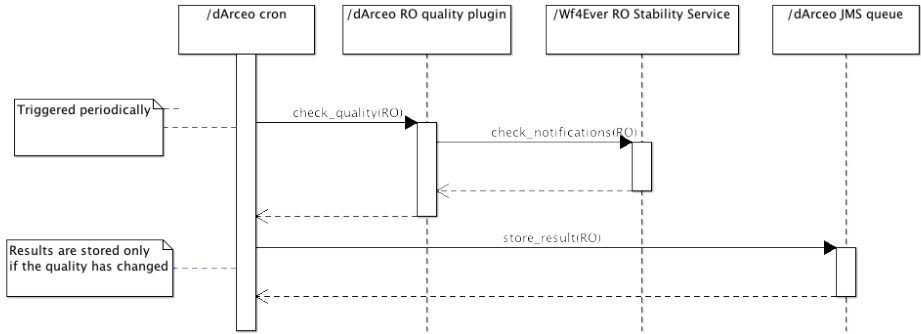 /dArceo cron
/dArceo RO quality plugin
/Wf4Ever RO Stability Service
/dArceo JMS queue
Triggered periodically
check_quality(RO)
check_notifications(RO)
store_result(RO)
Results are stored only
if the quality has changed